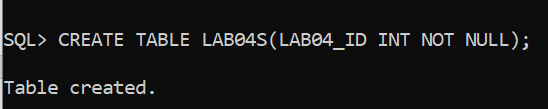 SQL> CREATE TABLE LAB04S(LAB04_ID INT NOT NULL);
Table created.